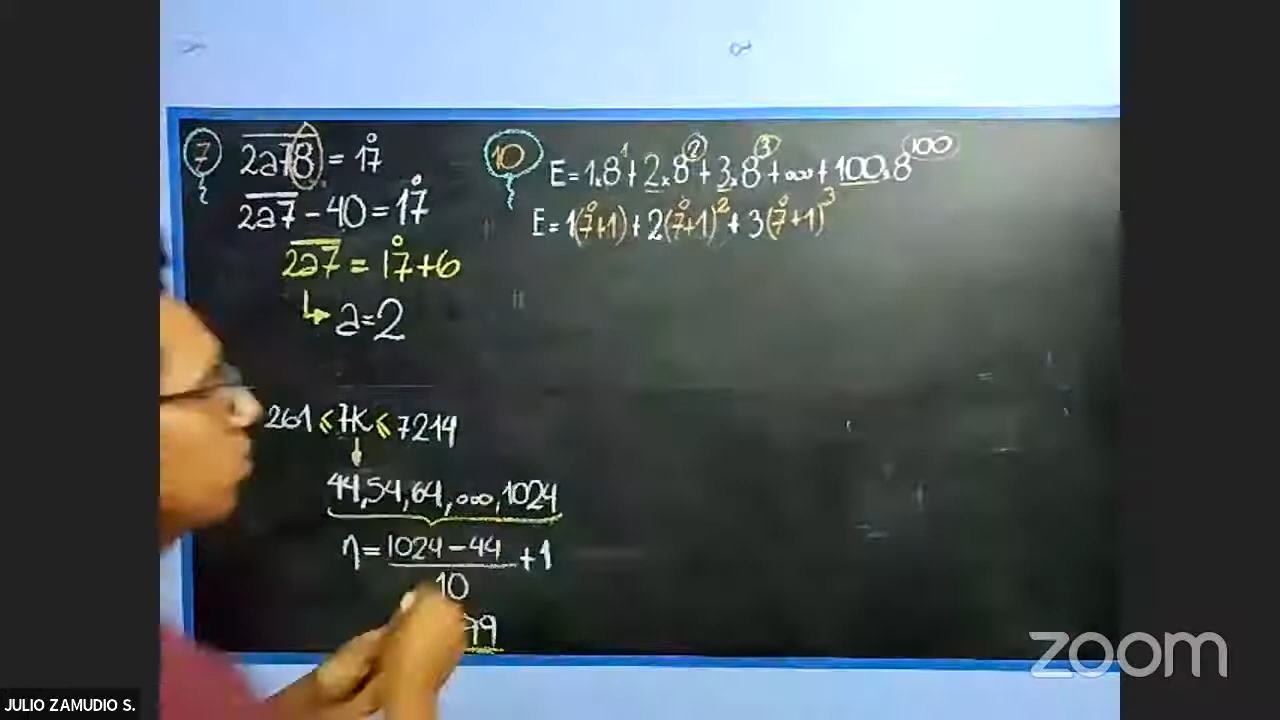 7
2a78 = 17°
2a7 - 40 = 17°
2a7 = 17° + 6
↳ a = 2
10
E = 1×8¹ + 2×8² + 3×8³ + ... + 100×8¹⁰⁰
E = 1(7°+1) + 2(7°+1)² + 3(7°+1)³
261 ≤ 7K ≤ 7214
44, 54, 64, ..., 1024
n = (1024 - 44)/10 + 1
99
zoom
JULIO ZAMUDIO S.